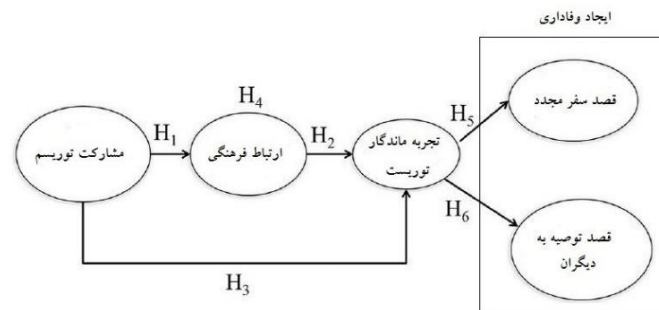 ایجاد وفاداری
قصد سفر مجدد
H4
H5
H1
H2
تجربه ماندگار
توریست
ارتباط فرهنگی
مشارکت توریسم
H6
قصد توصیه به
دیگران
H3